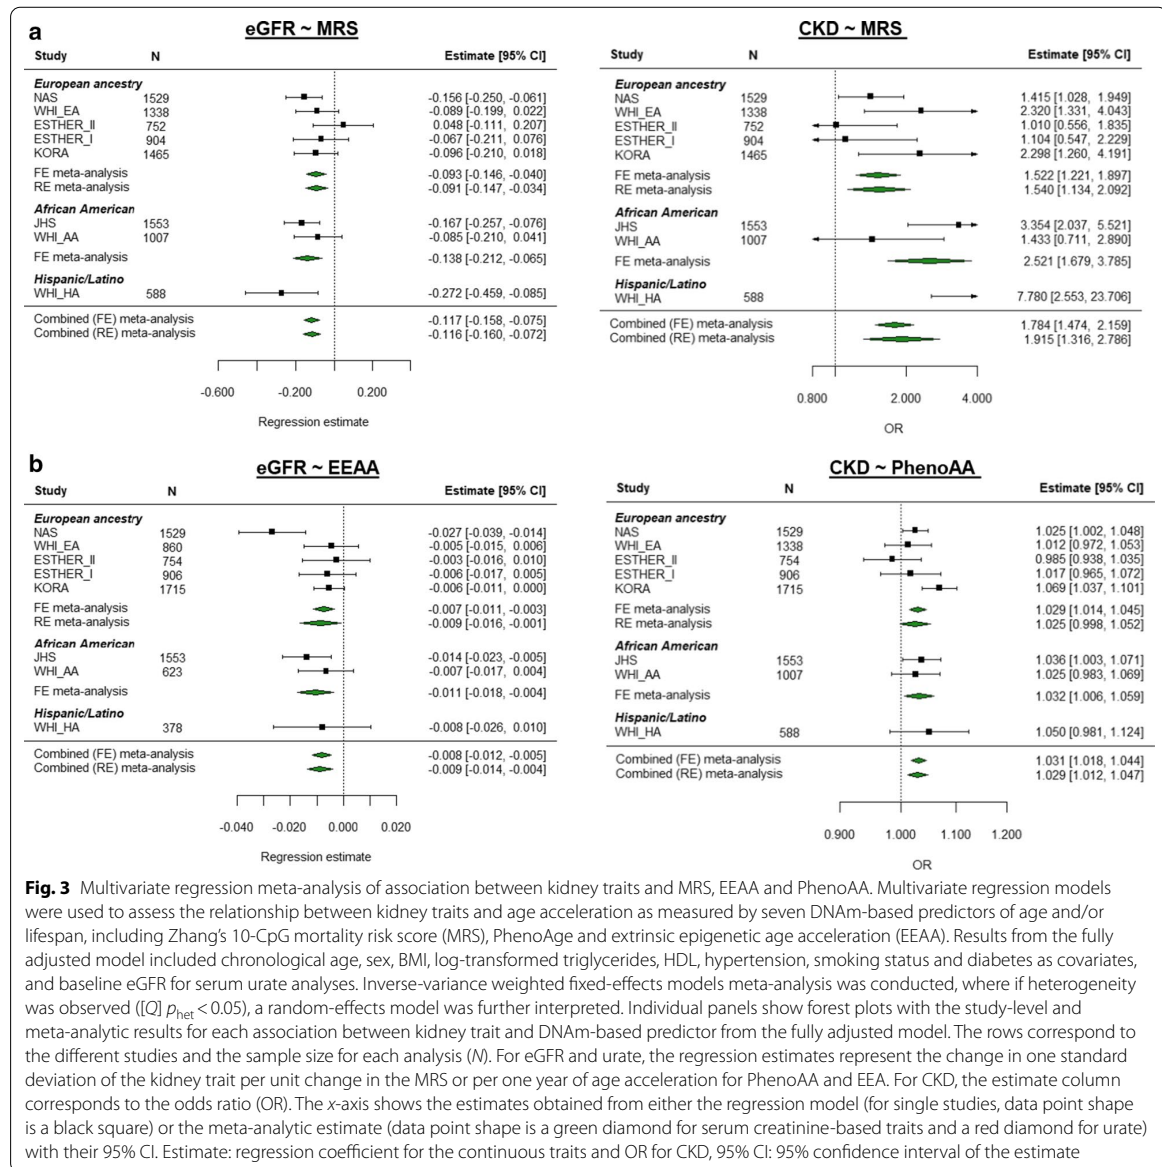 a
eGFR ~ MRS
Study N Estimate [95% CI]
European ancestry
NAS 1529 -0.156 [-0.250, -0.061]
WHI_EA 1338 -0.089 [-0.199, 0.022]
ESTHER_II 752 0.048 [-0.111, 0.207]
ESTHER_I 904 -0.067 [-0.211, 0.076]
KORA 1465 -0.096 [-0.210, 0.018]
FE meta-analysis -0.093 [-0.146, -0.040]
RE meta-analysis -0.091 [-0.147, -0.034]
African American
JHS 1553 -0.167 [-0.257, -0.076]
WHI_AA 1007 -0.085 [-0.210, 0.041]
FE meta-analysis -0.138 [-0.212, -0.065]
Hispanic/Latino
WHI_HA 588 -0.272 [-0.459, -0.085]
Combined (FE) meta-analysis -0.117 [-0.158, -0.075]
Combined (RE) meta-analysis -0.116 [-0.160, -0.072]
-0.600 -0.200 0.200
Regression estimate
CKD ~ MRS
Study N Estimate [95% CI]
European ancestry
NAS 1529 1.415 [1.028, 1.949]
WHI_EA 1338 2.320 [1.331, 4.043]
ESTHER_II 752 1.010 [0.556, 1.835]
ESTHER_I 904 1.104 [0.547, 2.229]
KORA 1465 2.298 [1.260, 4.191]
FE meta-analysis 1.522 [1.221, 1.897]
RE meta-analysis 1.540 [1.134, 2.092]
African American
JHS 1553 3.354 [2.037, 5.521]
WHI_AA 1007 1.433 [0.711, 2.890]
FE meta-analysis 2.521 [1.679, 3.785]
Hispanic/Latino
WHI_HA 588 7.780 [2.553, 23.706]
Combined (FE) meta-analysis 1.784 [1.474, 2.159]
Combined (RE) meta-analysis 1.915 [1.316, 2.786]
0.800 2.000 4.000
OR
b
eGFR ~ EEAA
Study N Estimate [95% CI]
European ancestry
NAS 1529 -0.027 [-0.039, -0.014]
WHI_EA 860 -0.005 [-0.015, 0.006]
ESTHER_II 754 -0.003 [-0.016, 0.010]
ESTHER_I 906 -0.006 [-0.017, 0.005]
KORA 1715 -0.006 [-0.011, 0.000]
FE meta-analysis -0.007 [-0.011, -0.003]
RE meta-analysis -0.009 [-0.016, -0.001]
African American
JHS 1553 -0.014 [-0.023, -0.005]
WHI_AA 623 -0.007 [-0.017, 0.004]
FE meta-analysis -0.011 [-0.018, -0.004]
Hispanic/Latino
WHI_HA 378 -0.008 [-0.026, 0.010]
Combined (FE) meta-analysis -0.008 [-0.012, -0.005]
Combined (RE) meta-analysis -0.009 [-0.014, -0.004]
-0.040 -0.020 0.000 0.020
Regression estimate
CKD ~ PhenoAA
Study N Estimate [95% CI]
European ancestry
NAS 1529 1.025 [1.002, 1.048]
WHI_EA 1338 1.012 [0.972, 1.053]
ESTHER_II 754 0.985 [0.938, 1.035]
ESTHER_I 906 1.017 [0.965, 1.072]
KORA 1715 1.069 [1.037, 1.101]
FE meta-analysis 1.029 [1.014, 1.045]
RE meta-analysis 1.025 [0.998, 1.052]
African American
JHS 1553 1.036 [1.003, 1.071]
WHI_AA 1007 1.025 [0.983, 1.069]
FE meta-analysis 1.032 [1.006, 1.059]
Hispanic/Latino
WHI_HA 588 1.050 [0.981, 1.124]
Combined (FE) meta-analysis 1.031 [1.018, 1.044]
Combined (RE) meta-analysis 1.029 [1.012, 1.047]
0.900 1.000 1.100 1.200
OR
Fig. 3 Multivariate regression meta-analysis of association between kidney traits and MRS, EEAA and PhenoAA. Multivariate regression models
were used to assess the relationship between kidney traits and age acceleration as measured by seven DNAm-based predictors of age and/or
lifespan, including Zhang's 10-CpG mortality risk score (MRS), PhenoAge and extrinsic epigenetic age acceleration (EEAA). Results from the fully
adjusted model included chronological age, sex, BMI, log-transformed triglycerides, HDL, hypertension, smoking status and diabetes as covariates,
and baseline eGFR for serum urate analyses. Inverse-variance weighted fixed-effects models meta-analysis was conducted, where if heterogeneity
was observed ([Q] phet < 0.05), a random-effects model was further interpreted. Individual panels show forest plots with the study-level and
meta-analytic results for each association between kidney trait and DNAm-based predictor from the fully adjusted model. The rows correspond to
the different studies and the sample size for each analysis (N). For eGFR and urate, the regression estimates represent the change in one standard
deviation of the kidney trait per unit change in the MRS or per one year of age acceleration for PhenoAA and EEA. For CKD, the estimate column
corresponds to the odds ratio (OR). The x-axis shows the estimates obtained from either the regression model (for single studies, data point shape
is a black square) or the meta-analytic estimate (data point shape is a green diamond for serum creatinine-based traits and a red diamond for urate)
with their 95% CI. Estimate: regression coefficient for the continuous traits and OR for CKD, 95% CI: 95% confidence interval of the estimate